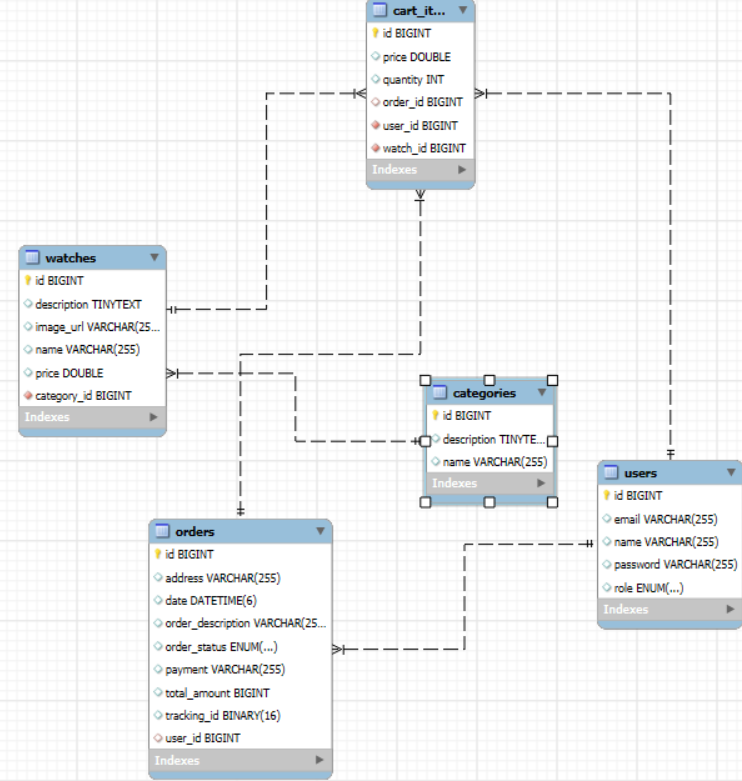 cart_it...
id BIGINT
price DOUBLE
quantity INT
order_id BIGINT
user_id BIGINT
watch_id BIGINT
Indexes
watches
id BIGINT
description TINYTEXT
image_url VARCHAR(25...
name VARCHAR(255)
price DOUBLE
category_id BIGINT
Indexes
categories
id BIGINT
description TINYTE...
name VARCHAR(255)
Indexes
users
id BIGINT
email VARCHAR(255)
name VARCHAR(255)
password VARCHAR(255)
role ENUM(...)
Indexes
orders
id BIGINT
address VARCHAR(255)
date DATETIME(6)
order_description VARCHAR(25...
order_status ENUM(...)
payment VARCHAR(255)
total_amount BIGINT
tracking_id BINARY(16)
user_id BIGINT
Indexes